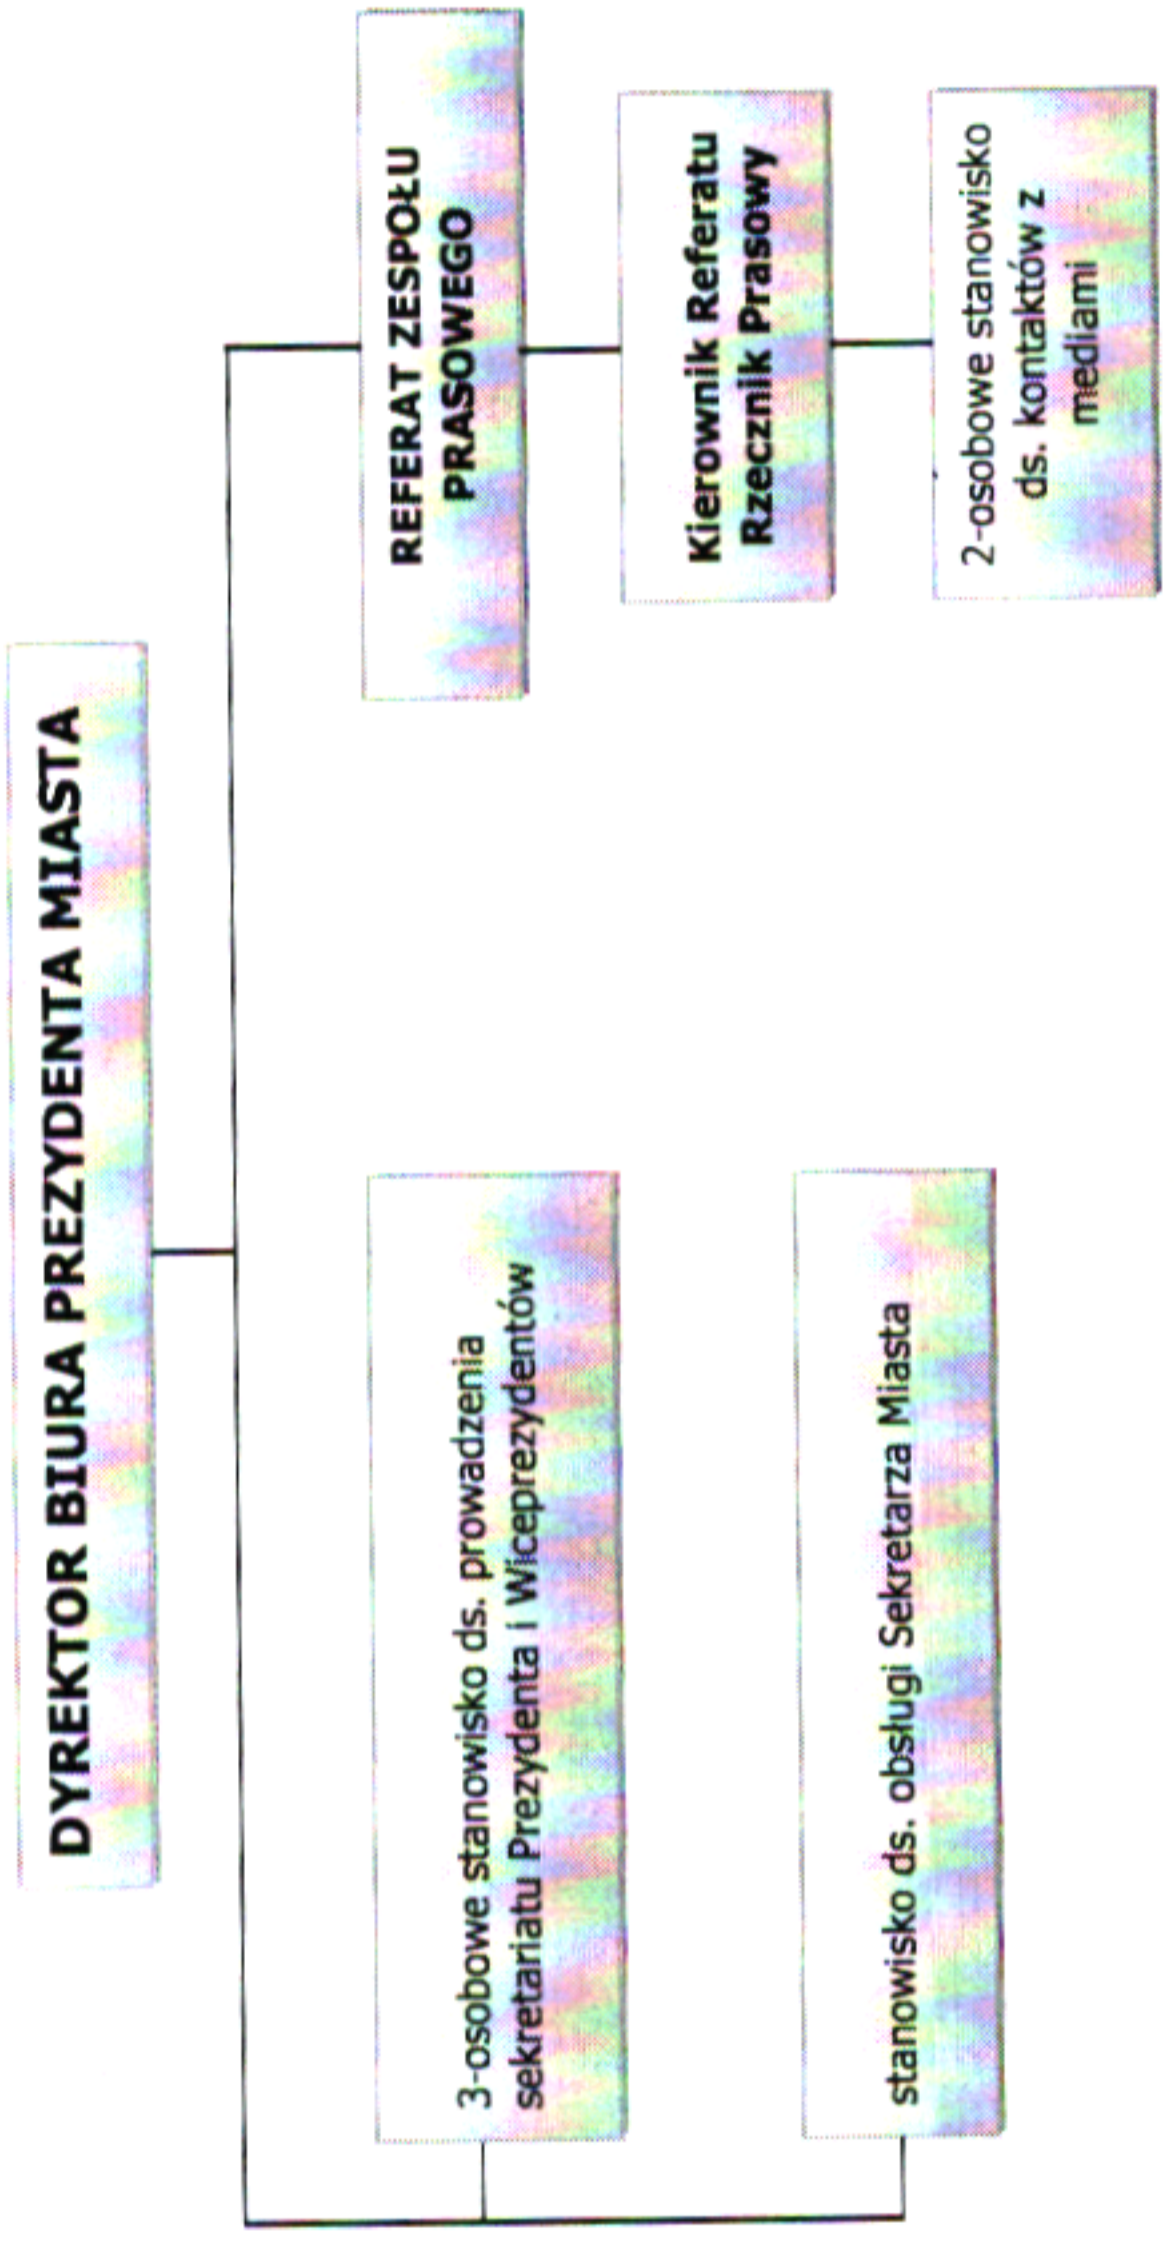 DYREKTOR BIURA PREZYDENTA MIASTA
3-osobowe stanowisko ds. prowadzenia
sekretariatu Prezydenta i Wiceprezydentów
stanowisko ds. obsługi Sekretarza Miasta
REFERAT ZESPOŁU
PRASOWEGO
Kierownik Referatu
Rzecznik Prasowy
2-osobowe stanowisko
ds. kontaktów z
mediami